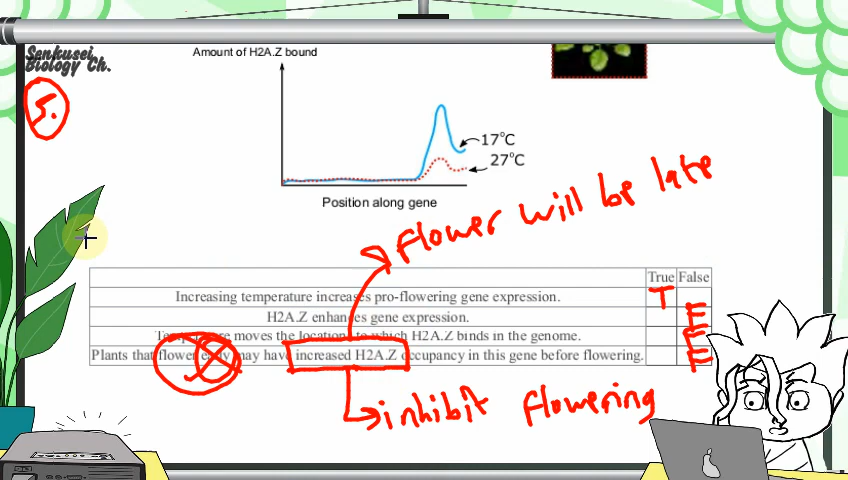 Amount of H2A.Z bound
Senkusei
Biology Ch.
5.
17°C
27°C
Position along gene
flower will be late
True False
Increasing temperature increases pro-flowering gene expression. T
H2A.Z enhances gene expression. F
Temperature moves the locations to which H2A.Z binds in the genome. F
Plants that flower early may have increased H2A.Z occupancy in this gene before flowering. F
inhibit flowering